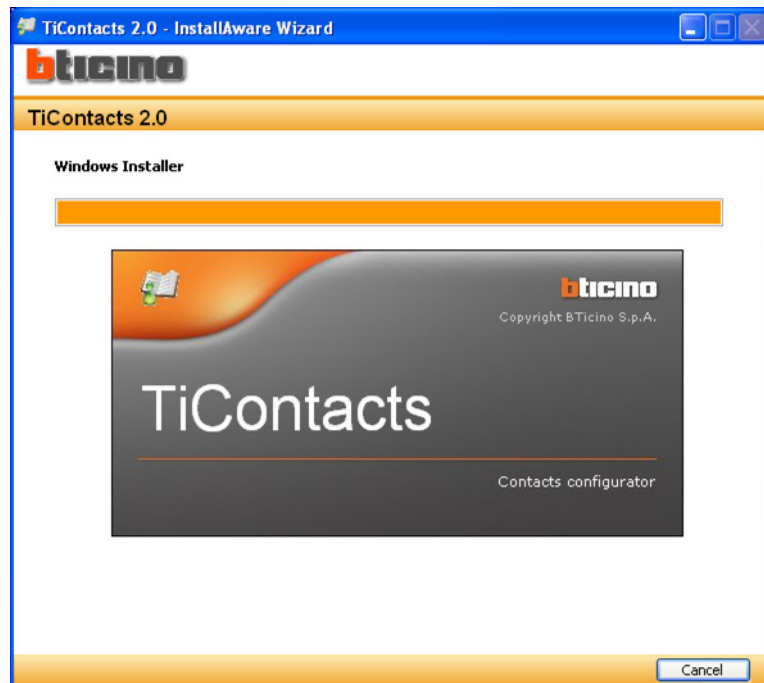 TiContacts 2.0 - InstallAware Wizard
bticino
TiContacts 2.0
Windows Installer
bticino
Copyright BTicino S.p.A.
TiContacts
Contacts configurator
Cancel